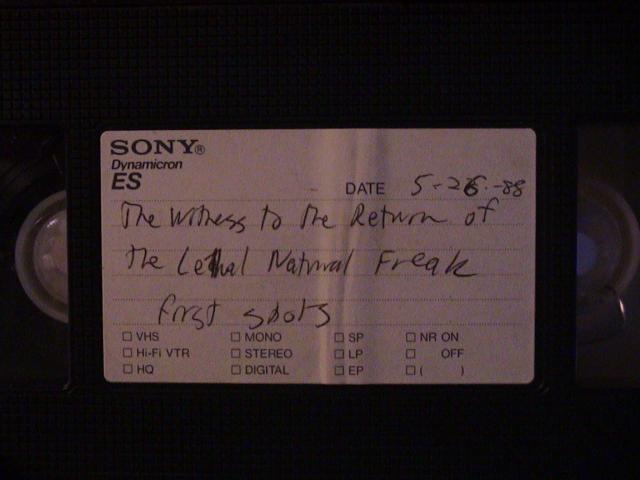 SONY®
Dynamicron
ES
DATE 5-26-88
The Witness to the Return of
the Lethal Natural Freak
first shots
☐ VHS ☐ MONO ☐ SP ☐ NR ON
☐ Hi-Fi VTR ☐ STEREO ☐ LP ☐ OFF
☐ HQ ☐ DIGITAL ☐ EP ☐ ( )